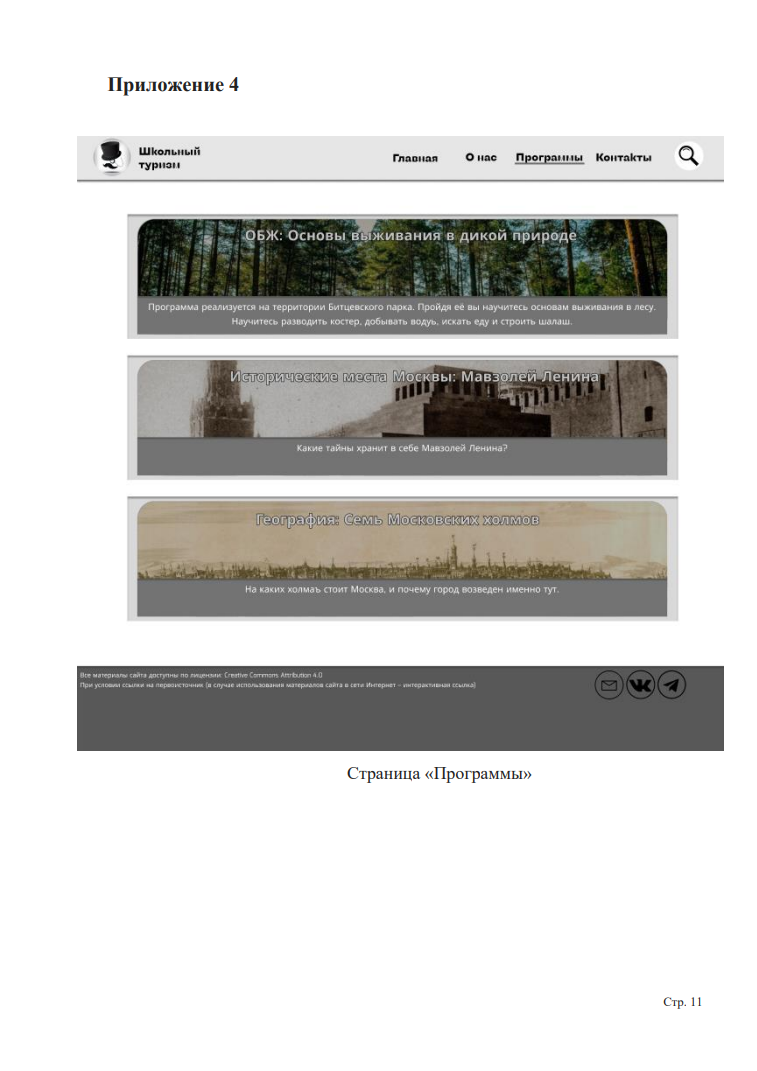 Приложение 4
Школьный
туризм
Главная
О нас
Программы
Контакты
ОБЖ: Основы выживания в дикой природе
Программа реализуется на территории Битцевского парка. Пройдя её вы научитесь основам выживания в лесу.
Научитесь разводить костер, добывать водуь, искать еду и строить шалаш.
Исторические места Москвы: Мавзолей Ленина
Какие тайны хранит в себе Мавзолей Ленина?
География: Семь Московских холмов
На каких холмаъ стоит Москва, и почему город возведен именно тут.
Все материалы сайта доступны по лицензии: Creative Commons Attribution 4.0
При условии ссылки на первоисточник (в случае использования материалов сайта в сети Интернет – интерактивная ссылка)
Страница «Программы»
Стр. 11